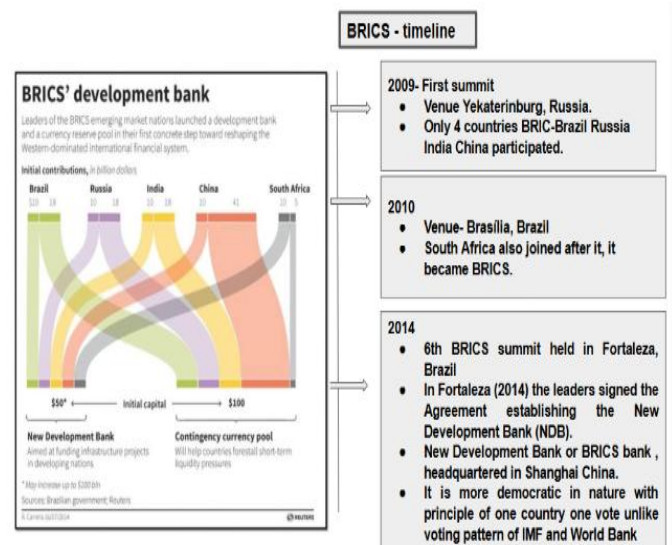 BRICS - timeline
BRICS' development bank
Leaders of the BRICS emerging market nations launched a development bank
and a currency reserve pool in their first concrete step toward reshaping the
Western-dominated international financial system.
Initial contributions, in billion dollars
Brazil Russia India China South Africa
$10 18 10 18 10 18 10 41 10 5
$50* Initial capital $100
New Development Bank
Aimed at funding infrastructure projects
in developing nations
Contingency currency pool
Will help countries forestall short-term
liquidity pressures
* May increase up to $100 bln
Sources: Brazilian government; Reuters
REUTERS
2009- First summit
● Venue Yekaterinburg, Russia.
● Only 4 countries BRIC-Brazil Russia
India China participated.
2010
● Venue- Brasília, Brazil
● South Africa also joined after it, it
became BRICS.
2014
● 6th BRICS summit held in Fortaleza,
Brazil
● In Fortaleza (2014) the leaders signed the
Agreement establishing the New
Development Bank (NDB).
● New Development Bank or BRICS bank ,
headquartered in Shanghai China.
● It is more democratic in nature with
principle of one country one vote unlike
voting pattern of IMF and World Bank